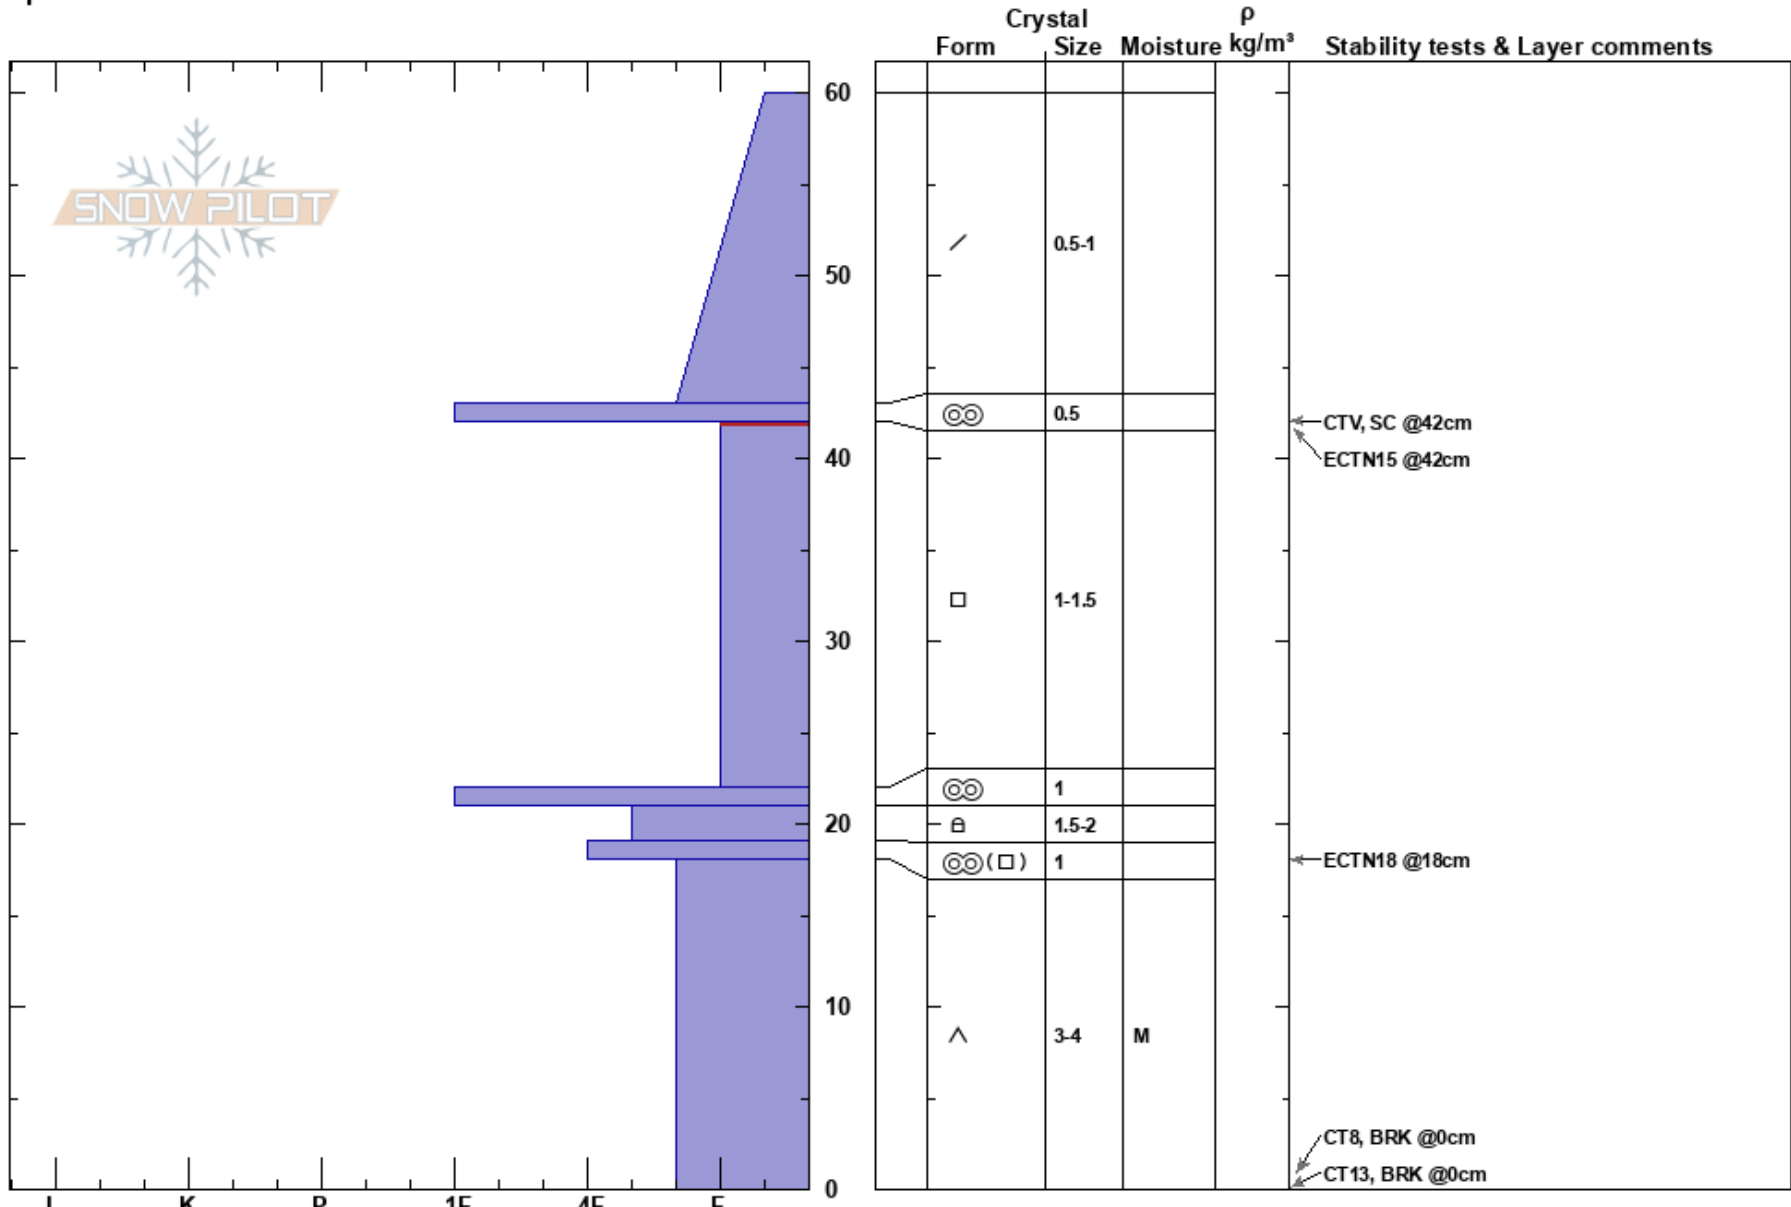 Crystal
ρ
Form Size Moisture kg/m³ Stability tests & Layer comments
60
SNOW PILOT
0.5-1
50
0.5
CTV, SC @42cm
40
ECTN15 @42cm
1-1.5
30
1
20
1.5-2
( )
1
ECTN18 @18cm
10
3-4 M
CT8, BRK @0cm
CT13, BRK @0cm
0
I K P 1F 4F F